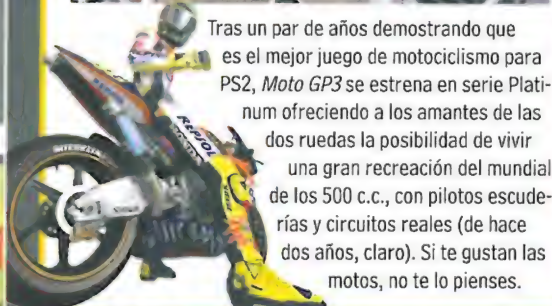 Tras un par de años demostrando que
es el mejor juego de motociclismo para
PS2, Moto GP3 se estrena en serie Plati-
num ofreciendo a los amantes de las
dos ruedas la posibilidad de vivir
una gran recreación del mundial
de los 500 c.c., con pilotos escude-
rías y circuitos reales (de hace
dos años, claro). Si te gustan las
motos, no te lo pienses.
REPSOL